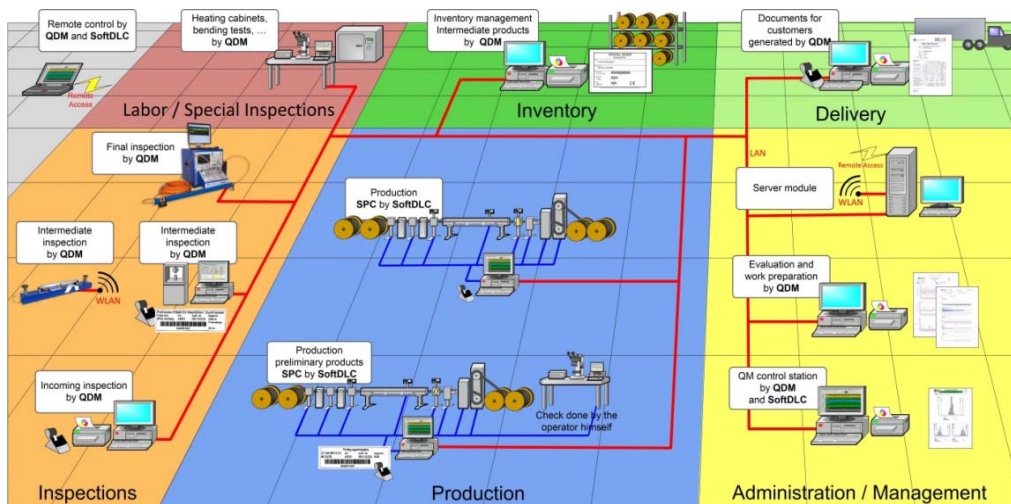 Remote control by
QDM and SoftDLC
Remote
Access
Heating cabinets,
bending tests, ...
by QDM
Labor / Special Inspections
Inventory management
Intermediate products
by QDM
Inventory
Documents for
customers
generated by QDM
Delivery
Final inspection
by QDM
Intermediate
inspection
by QDM
WLAN
Intermediate
inspection
by QDM
Incoming inspection
by QDM
Inspections
Production
SPC by SoftDLC
Production
preliminary products
SPC by SoftDLC
Check done by the
operator himself
Production
LAN
Server module
Remote Access
WLAN
Evaluation and
work preparation
by QDM
QM control station
by QDM
and SoftDLC
Administration / Management